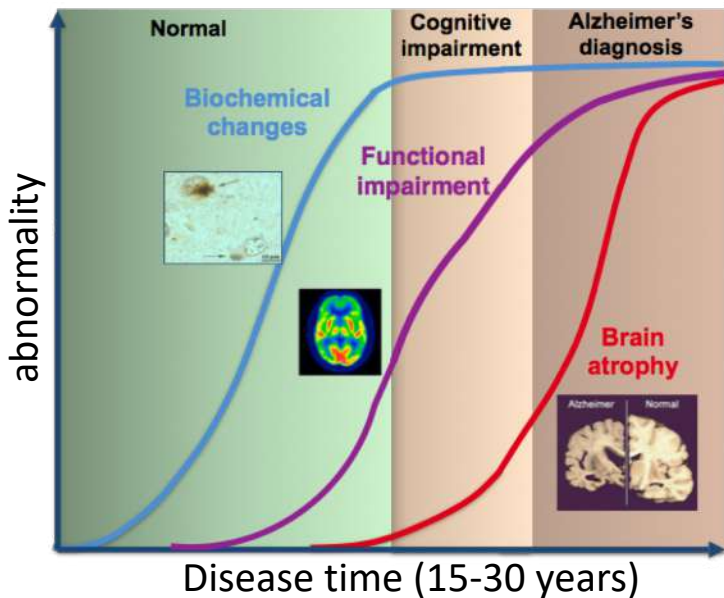 Normal
Cognitive
impairment
Alzheimer's
diagnosis
Biochemical
changes
Functional
impairment
abnormality
Brain
atrophy
Alzheimer
Normal
Disease time (15-30 years)